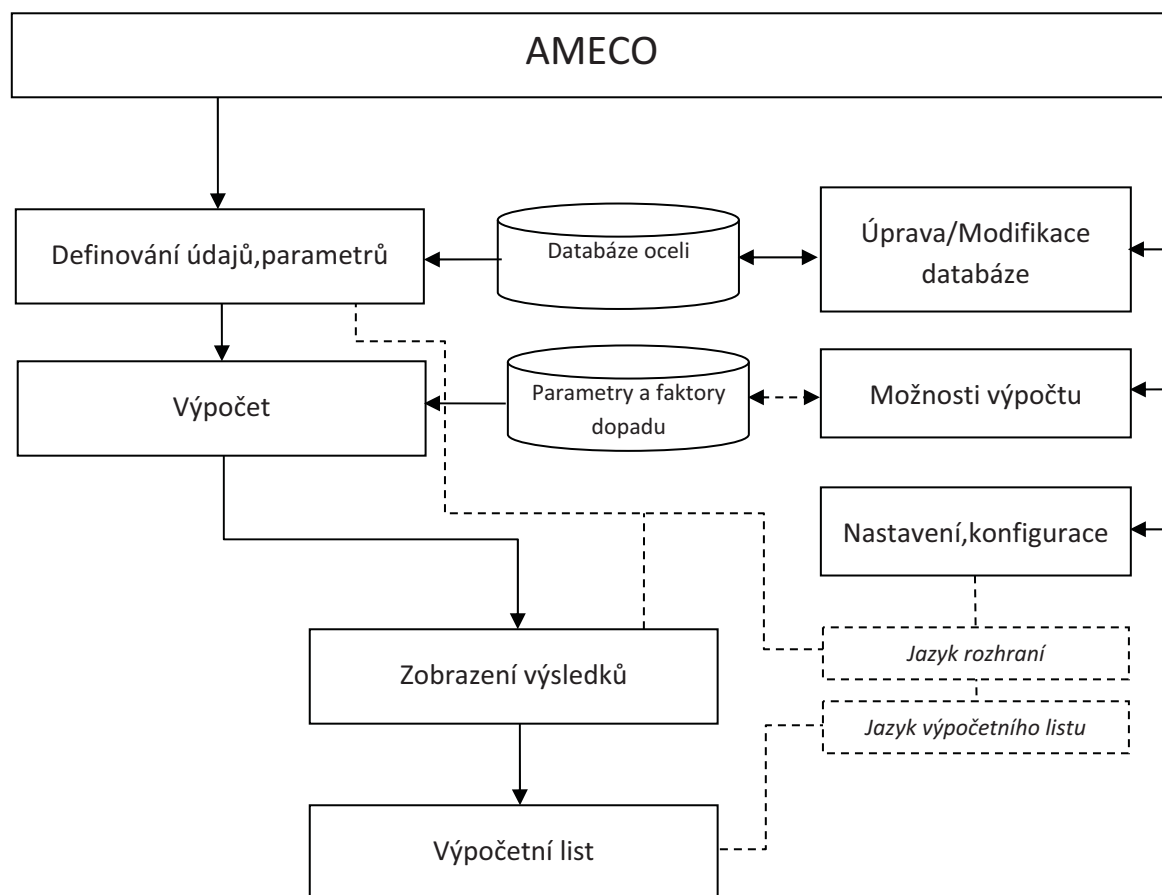 AMECO
Definování údajů,parametrů
Databáze oceli
Úprava/Modifikace
databáze
Výpočet
Parametry a faktory
dopadu
Možnosti výpočtu
Nastavení,konfigurace
Zobrazení výsledků
Jazyk rozhraní
Jazyk výpočetního listu
Výpočetní list